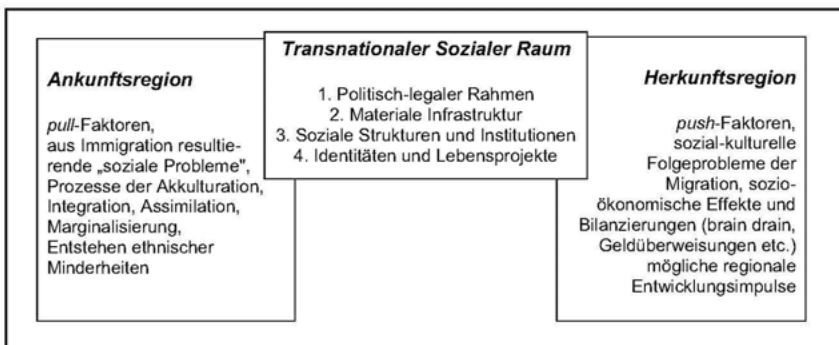 Ankunftsregion
pull-Faktoren,
aus Immigration resultie-
rende „soziale Probleme",
Prozesse der Akkulturation,
Integration, Assimilation,
Marginalisierung,
Entstehen ethnischer
Minderheiten
Transnationaler Sozialer Raum
1. Politisch-legaler Rahmen
2. Materiale Infrastruktur
3. Soziale Strukturen und Institutionen
4. Identitäten und Lebensprojekte
Herkunftsregion
push-Faktoren,
sozial-kulturelle
Folgeprobleme der
Migration, sozio-
ökonomische Effekte und
Bilanzierungen (brain drain,
Geldüberweisungen etc.)
mögliche regionale
Entwicklungsimpulse